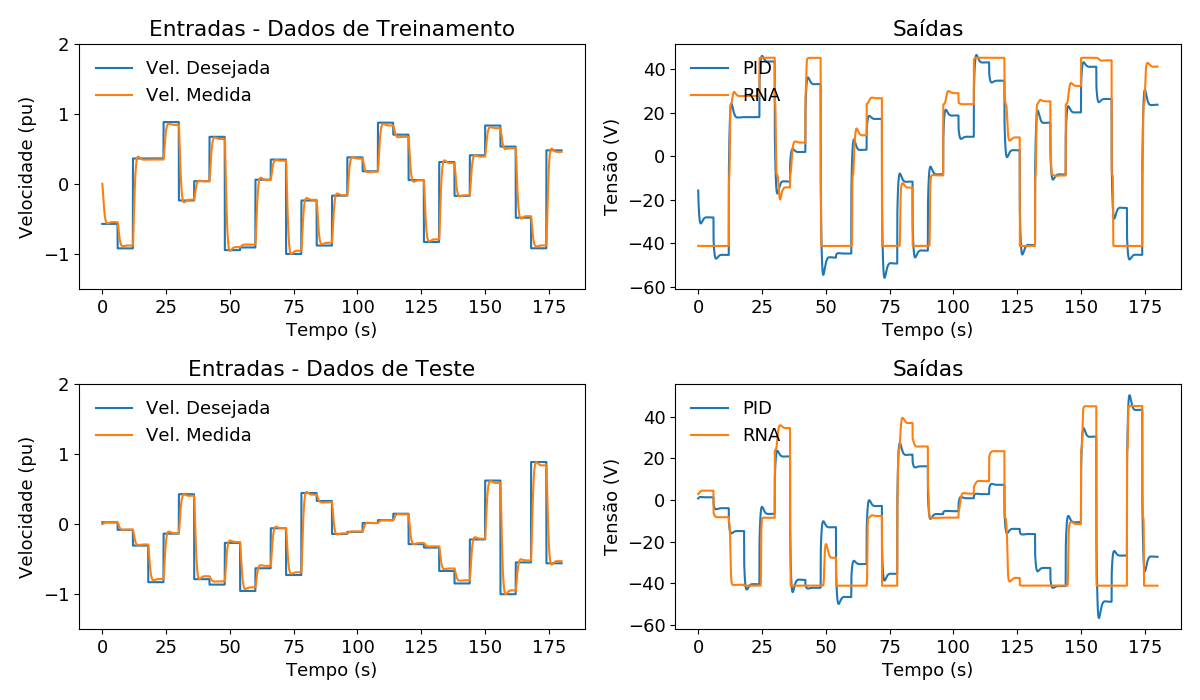 Entradas - Dados de Treinamento
Vel. Desejada
Vel. Medida
Velocidade (pu)
2
1
0
−1
0 25 50 75 100 125 150 175
Tempo (s)
Saídas
PID
RNA
Tensão (V)
40
20
0
−20
−40
−60
0 25 50 75 100 125 150 175
Tempo (s)
Entradas - Dados de Teste
Vel. Desejada
Vel. Medida
Velocidade (pu)
2
1
0
−1
0 25 50 75 100 125 150 175
Tempo (s)
Saídas
PID
RNA
Tensão (V)
40
20
0
−20
−40
−60
0 25 50 75 100 125 150 175
Tempo (s)